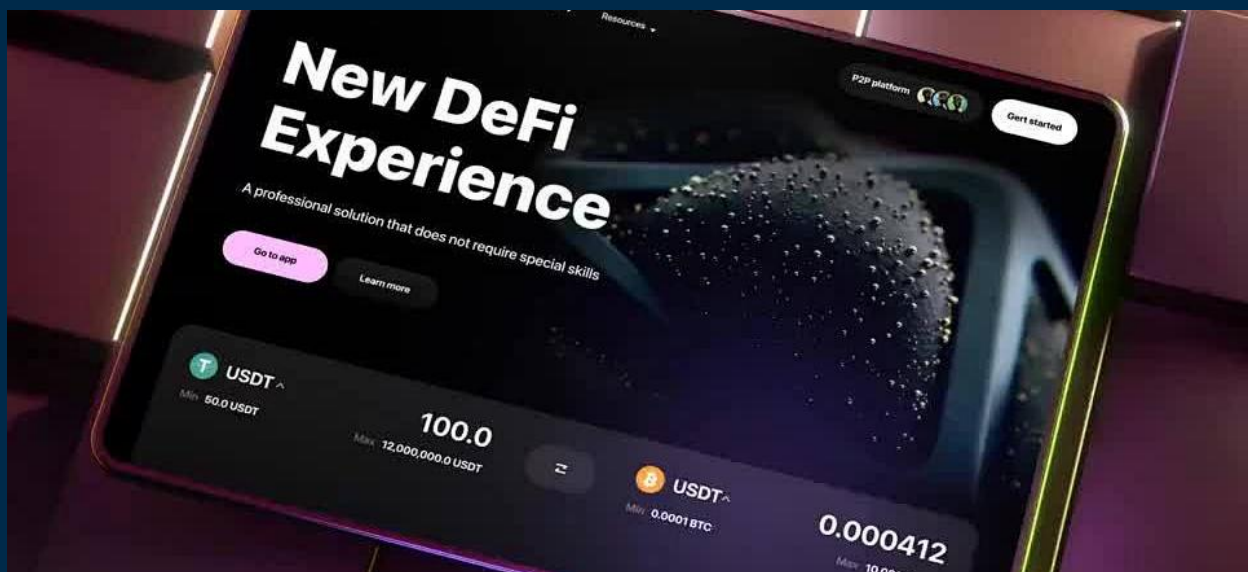 Resources
P2P platform
Gert started
New DeFi
Experience
A professional solution that does not require special skills
Go to app
Learn more
T USDT
Min 50.0 USDT
100.0
Max 12,000,000.0 USDT
₿ USDT
Min 0.0001 BTC
0.000412
Max